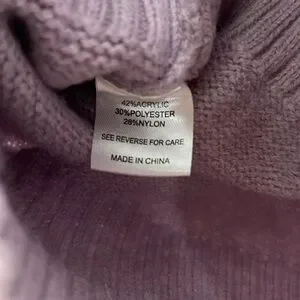 42%ACRYLIC
30%POLYESTER
28%NYLON
SEE REVERSE FOR CARE
MADE IN CHINA